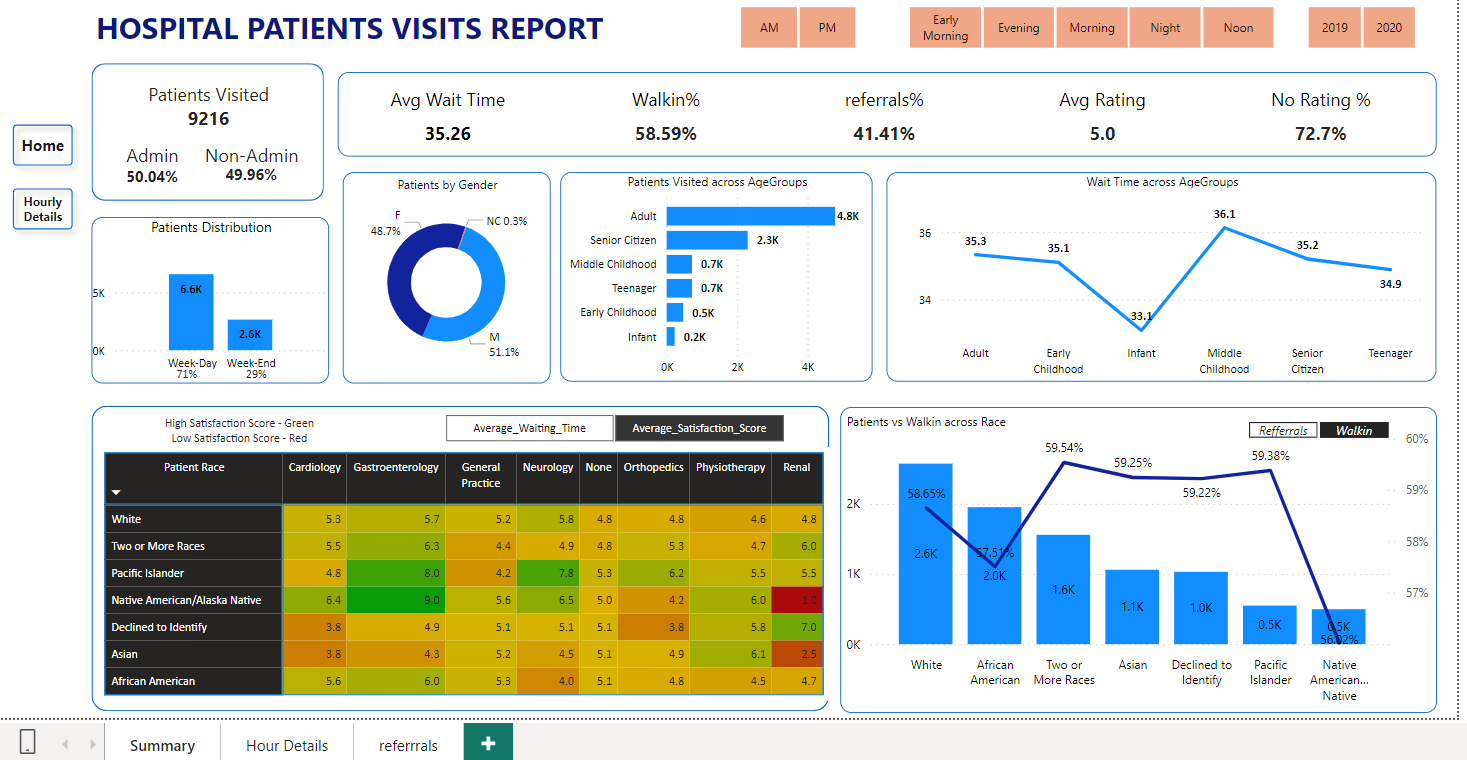 HOSPITAL PATIENTS VISITS REPORT
AM PM
Early Morning Evening Morning Night Noon
2019 2020
Home
Hourly
Details
Patients Visited
9216
Admin Non-Admin
50.04% 49.96%
Avg Wait Time Walkin% referrals% Avg Rating No Rating %
35.26 58.59% 41.41% 5.0 72.7%
Patients Distribution
5K
0K
6.6K
2.6K
Week-Day Week-End
71% 29%
Patients by Gender
F
48.7%
NC 0.3%
M
51.1%
Patients Visited across AgeGroups
Adult 4.8K
Senior Citizen 2.3K
Middle Childhood 0.7K
Teenager 0.7K
Early Childhood 0.5K
Infant 0.2K
0K 2K 4K
Wait Time across AgeGroups
36
34
35.3 35.1 33.1 36.1 35.2 34.9
Adult Early Infant Middle Senior Teenager
Childhood Childhood Citizen
High Satisfaction Score - Green
Low Satisfaction Score - Red
Average_Waiting_Time Average_Satisfaction_Score
Patient Race Cardiology Gastroenterology General Practice Neurology None Orthopedics Physiotherapy Renal
White 5.3 5.7 5.2 5.8 4.8 4.8 4.6 4.8
Two or More Races 5.5 6.3 4.4 4.9 4.8 5.3 4.7 6.0
Pacific Islander 4.8 8.0 4.2 7.8 5.3 6.2 5.5 5.5
Native American/Alaska Native 6.4 9.0 5.6 6.5 5.0 4.2 6.0 1.0
Declined to Identify 3.8 4.9 5.1 5.1 5.1 3.8 5.8 7.0
Asian 3.8 4.3 5.2 4.5 5.1 4.9 6.1 2.5
African American 5.6 6.0 5.3 4.0 5.1 4.8 4.5 4.7
Patients vs Walkin across Race
Refferrals Walkin
2K
1K
0K
60%
59%
58%
57%
58.65% 57.51% 59.54% 59.25% 59.22% 59.38% 56.02%
2.6K 2.0K 1.6K 1.1K 1.0K 0.5K 0.5K
White African Two or Asian Declined to Pacific Native
American More Races Identify Islander American...
Native
Summary Hour Details referrrals +